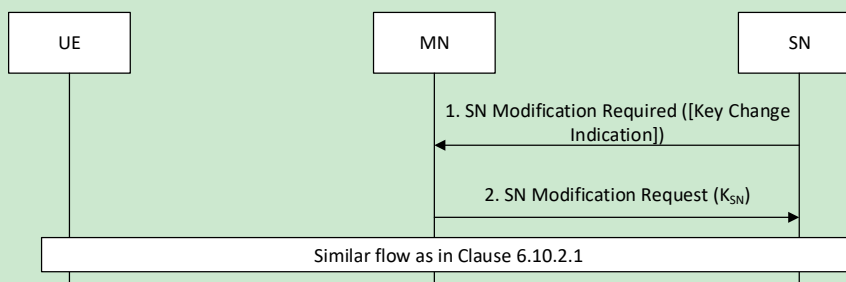 UE
MN
SN
1. SN Modification Required ([Key Change
Indication])
2. SN Modification Request (KSN)
Similar flow as in Clause 6.10.2.1